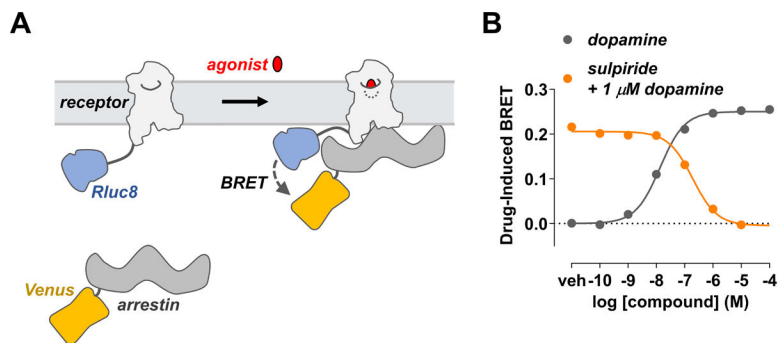 A
agonist
receptor
Rluc8
BRET
Venus
arrestin
B
dopamine
sulpiride
+ 1 μM dopamine
Drug-Induced BRET
0.3
0.2
0.1
0.0
veh -10 -9 -8 -7 -6 -5 -4
log [compound] (M)